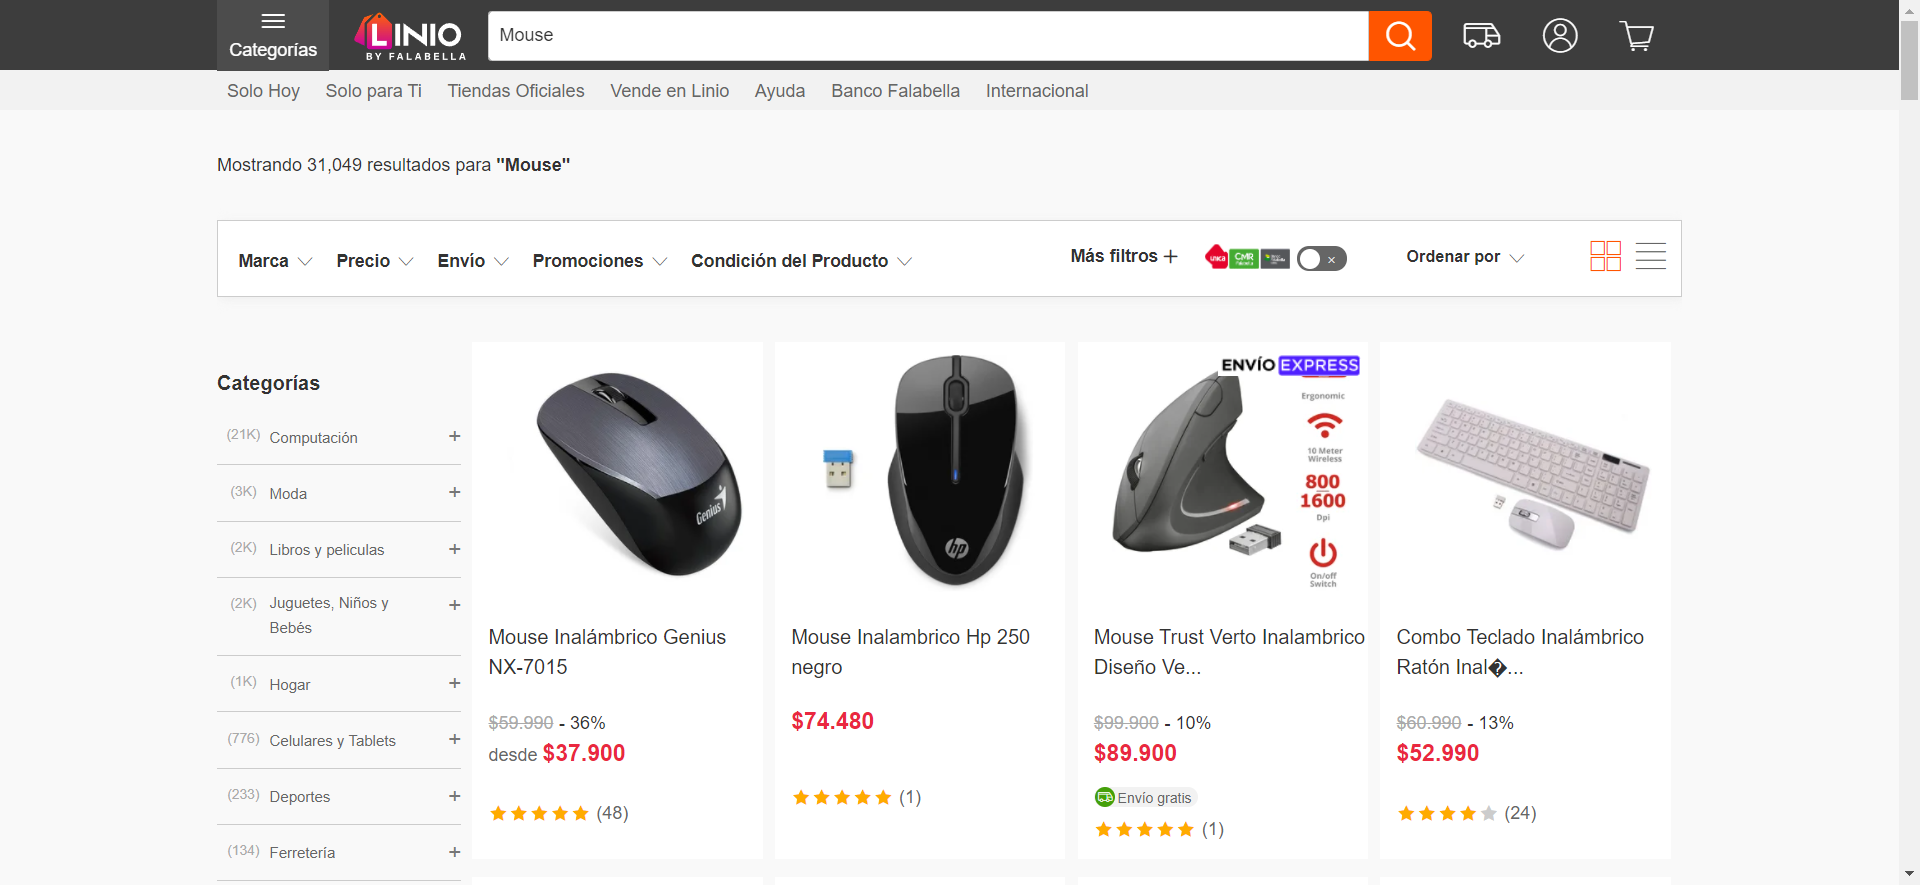 Categorías
LINIO
BY FALABELLA
Mouse
Solo Hoy
Solo para Ti
Tiendas Oficiales
Vende en Linio
Ayuda
Banco Falabella
Internacional
Mostrando 31,049 resultados para "Mouse"
Marca
Precio
Envío
Promociones
Condición del Producto
Más filtros +
unica
CMR
Ordenar por
Categorías
(21K) Computación +
(3K) Moda +
(2K) Libros y peliculas +
(2K) Juguetes, Niños y
Bebés +
(1K) Hogar +
(776) Celulares y Tablets +
(233) Deportes +
(134) Ferretería +
Genius
Mouse Inalámbrico Genius
NX-7015
$59.990 - 36%
desde $37.900
(48)
hp
Mouse Inalambrico Hp 250
negro
$74.480
(1)
ENVÍO EXPRESS
Ergonomic
10 Meter
Wireless
800
1600
Dpi
On/off
Switch
Mouse Trust Verto Inalambrico
Diseño Ve...
$99.900 - 10%
$89.900
Envío gratis
(1)
Combo Teclado Inalámbrico
Ratón Inal�...
$60.990 - 13%
$52.990
(24)